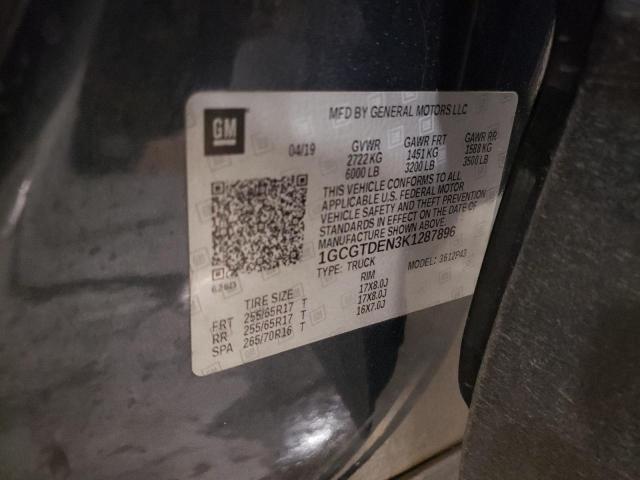 GM
MFD BY GENERAL MOTORS LLC
04/19
GVWR GAWR FRT GAWR RR
2722 KG 1451 KG 1588 KG
6000 LB 3200 LB 3500 LB
THIS VEHICLE CONFORMS TO ALL
APPLICABLE U.S. FEDERAL MOTOR
VEHICLE SAFETY AND THEFT PREVENTION
STANDARDS IN EFFECT ON THE DATE OF
MANUFACTURE.
1GCGTDEN3K1287896
TYPE: TRUCK MODEL: 3612P43
TIRE SIZE RIM
FRT 255/65R17 T 17X8.0J
RR 255/65R17 T 17X8.0J
SPA 265/70R16 T 16X7.0J